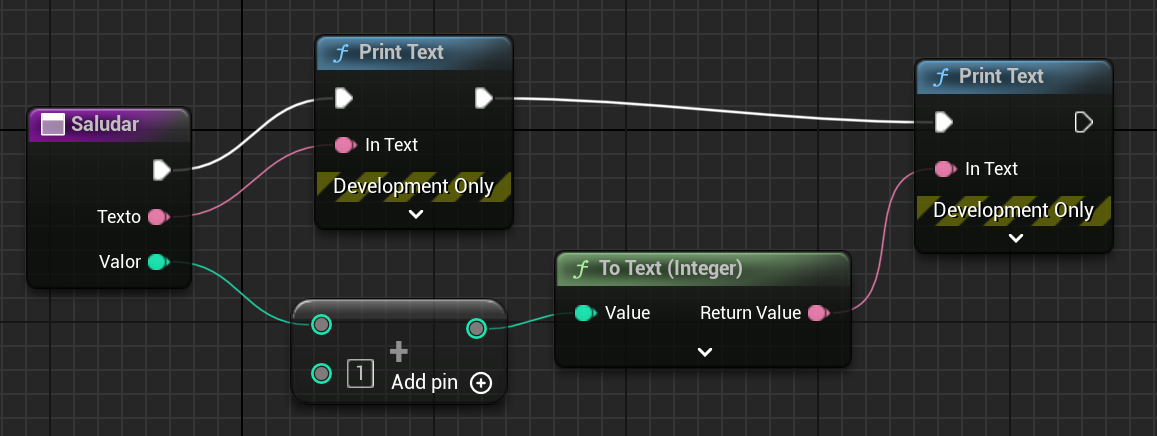 Saludar
Texto
Valor
Print Text
In Text
Development Only
1
Add pin
To Text (Integer)
Value
Return Value
Print Text
In Text
Development Only